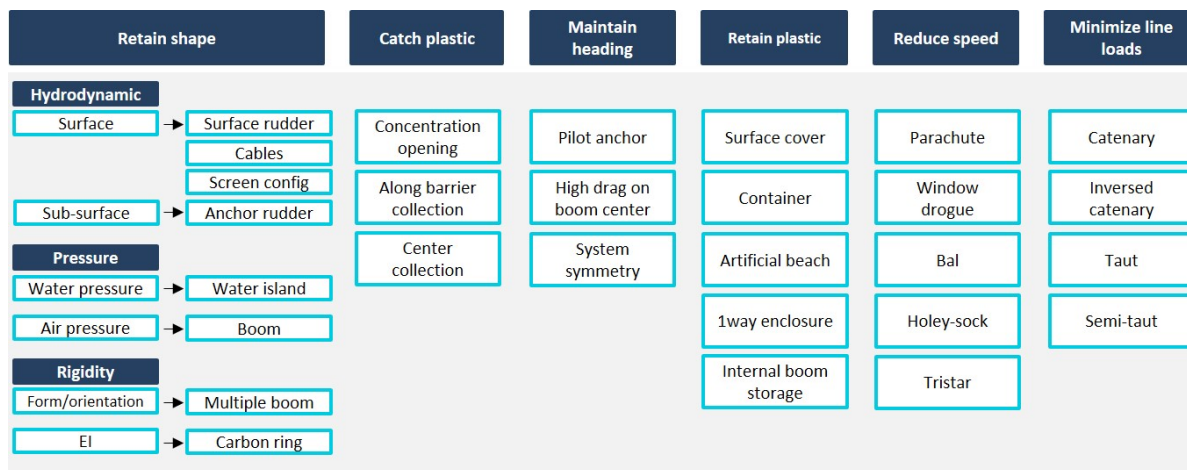 Retain shape
Catch plastic
Maintain
heading
Retain plastic
Reduce speed
Minimize line
loads
Hydrodynamic
Surface
Surface rudder
Cables
Screen config
Sub-surface
Anchor rudder
Pressure
Water pressure
Water island
Air pressure
Boom
Rigidity
Form/orientation
Multiple boom
EI
Carbon ring
Concentration
opening
Along barrier
collection
Center
collection
Pilot anchor
High drag on
boom center
System
symmetry
Surface cover
Container
Artificial beach
1way enclosure
Internal boom
storage
Parachute
Window
drogue
Bal
Holey-sock
Tristar
Catenary
Inversed
catenary
Taut
Semi-taut